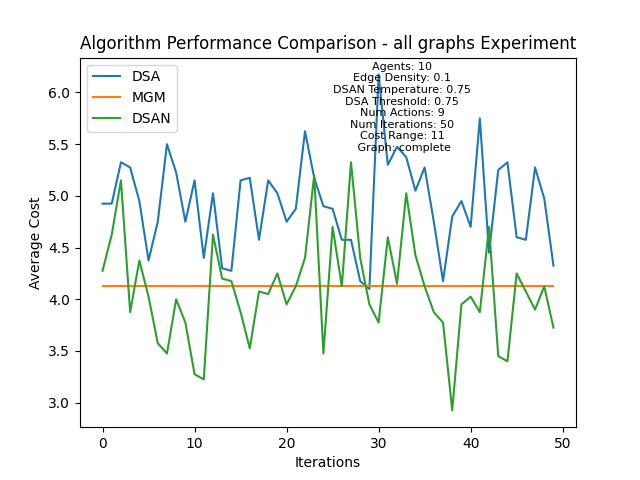 Algorithm Performance Comparison - all graphs Experiment
DSA
MGM
DSAN
Agents: 10
Edge Density: 0.1
DSAN Temperature: 0.75
DSA Threshold: 0.75
Num Actions: 9
Num Iterations: 50
Cost Range: 11
Graph: complete
Average Cost
6.0
5.5
5.0
4.5
4.0
3.5
3.0
0 10 20 30 40 50
Iterations